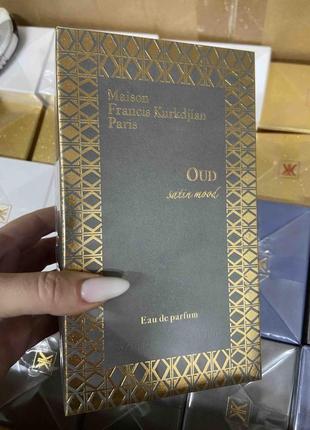 Maison
Francis Kurkdjian
Paris
OUD
satin mood
Eau de parfum